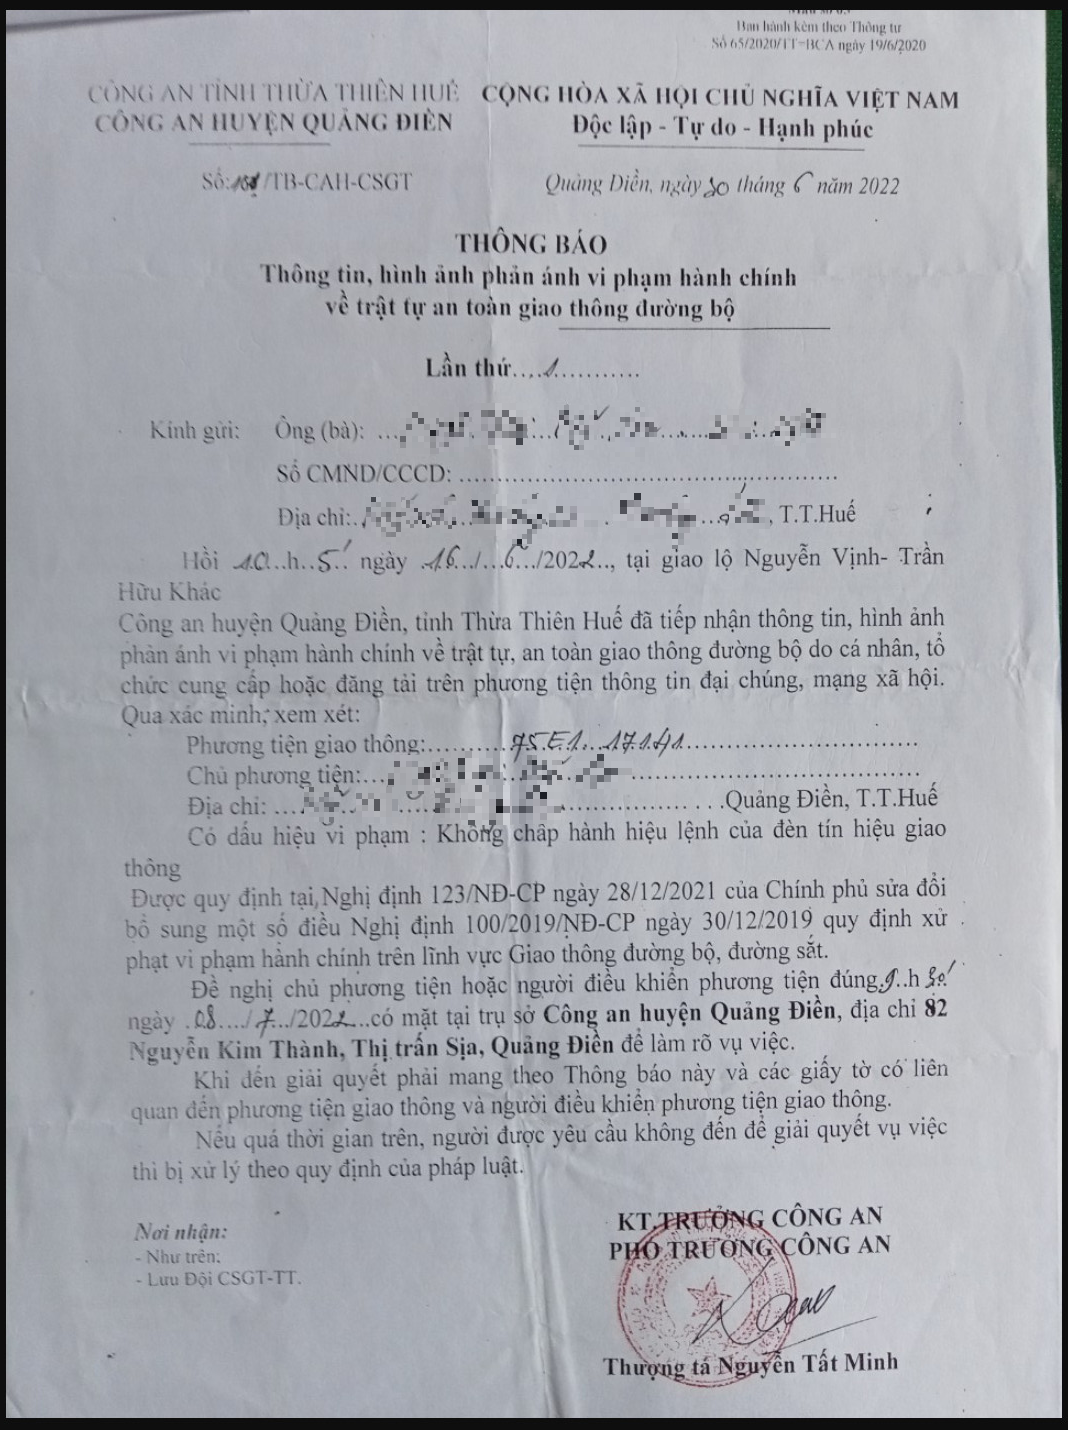 Ban hành kèm theo Thông tư
Số 65/2020/TT-BCA ngày 19/6/2020
CÔNG AN TỈNH THỪA THIÊN HUẾ
CÔNG AN HUYỆN QUẢNG ĐIỀN
CỘNG HÒA XÃ HỘI CHỦ NGHĨA VIỆT NAM
Độc lập - Tự do - Hạnh phúc
Số: /TB-CAH-CSGT
Quảng Điền, ngày 30 tháng 6 năm 2022
THÔNG BÁO
Thông tin, hình ảnh phản ánh vi phạm hành chính
về trật tự an toàn giao thông đường bộ
Lần thứ....1...........
Kính gửi: Ông (bà):
Số CMND/CCCD: ................................................
Địa chỉ: , T.T.Huế
Hồi 10..h..5' ngày .16../...6.../2022.., tại giao lộ Nguyễn Vịnh- Trần
Hữu Khác
Công an huyện Quảng Điền, tỉnh Thừa Thiên Huế đã tiếp nhận thông tin, hình ảnh
phản ánh vi phạm hành chính về trật tự, an toàn giao thông đường bộ do cá nhân, tổ
chức cung cấp hoặc đăng tải trên phương tiện thông tin đại chúng, mạng xã hội.
Qua xác minh, xem xét:
Phương tiện giao thông:..........75.E1...17141..............................
Chủ phương tiện:
Địa chỉ: Quảng Điền, T.T.Huế
Có dấu hiệu vi phạm : Không chấp hành hiệu lệnh của đèn tín hiệu giao
thông
Được quy định tại Nghị định 123/NĐ-CP ngày 28/12/2021 của Chính phủ sửa đổi
bổ sung một số điều Nghị định 100/2019/NĐ-CP ngày 30/12/2019 quy định xử
phạt vi phạm hành chính trên lĩnh vực Giao thông đường bộ, đường sắt.
Đề nghị chủ phương tiện hoặc người điều khiển phương tiện đúng.9..h 30'
ngày .08..../.7.../2022...có mặt tại trụ sở Công an huyện Quảng Điền, địa chỉ 82
Nguyễn Kim Thành, Thị trấn Sịa, Quảng Điền để làm rõ vụ việc.
Khi đến giải quyết phải mang theo Thông báo này và các giấy tờ có liên
quan đến phương tiện giao thông và người điều khiển phương tiện giao thông.
Nếu quá thời gian trên, người được yêu cầu không đến để giải quyết vụ việc
thì bị xử lý theo quy định của pháp luật.
Nơi nhận:
- Như trên;
- Lưu Đội CSGT-TT.
KT.TRƯỞNG CÔNG AN
PHÓ TRƯỞNG CÔNG AN
Thượng tá Nguyễn Tất Minh